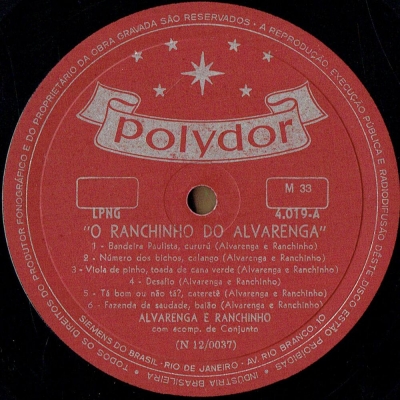 TODOS OS DIREITOS DO PRODUTOR FONOGRÁFICO E DO PROPRIETÁRIO DA OBRA GRAVADA SÃO RESERVADOS - A REPRODUÇÃO, EXECUÇÃO PÚBLICA E RADIODIFUSÃO DÊSTE DISCO ESTÃO PROIBIDAS - INDÚSTRIA BRASILEIRA
polydor
M 33
LPNG 4.019-A
"O RANCHINHO DO ALVARENGA"
1 - Bandeira Paulista, cururú (Alvarenga e Ranchinho)
2 - Número dos bichos, calango (Alvarenga e Ranchinho)
3 - Viola de pinho, toada de cana verde (Alvarenga e Ranchinho)
4 - Desafio (Alvarenga e Ranchinho)
5 - Tá bom ou não tá?, cateretê (Alvarenga e Ranchinho)
6 - Fazenda da saudade, baião (Alvarenga e Ranchinho)
ALVARENGA E RANCHINHO
com acomp. de Conjunto
(N 12/0037)
SIEMENS DO BRASIL - RIO DE JANEIRO - AV. RIO BRANCO, 10